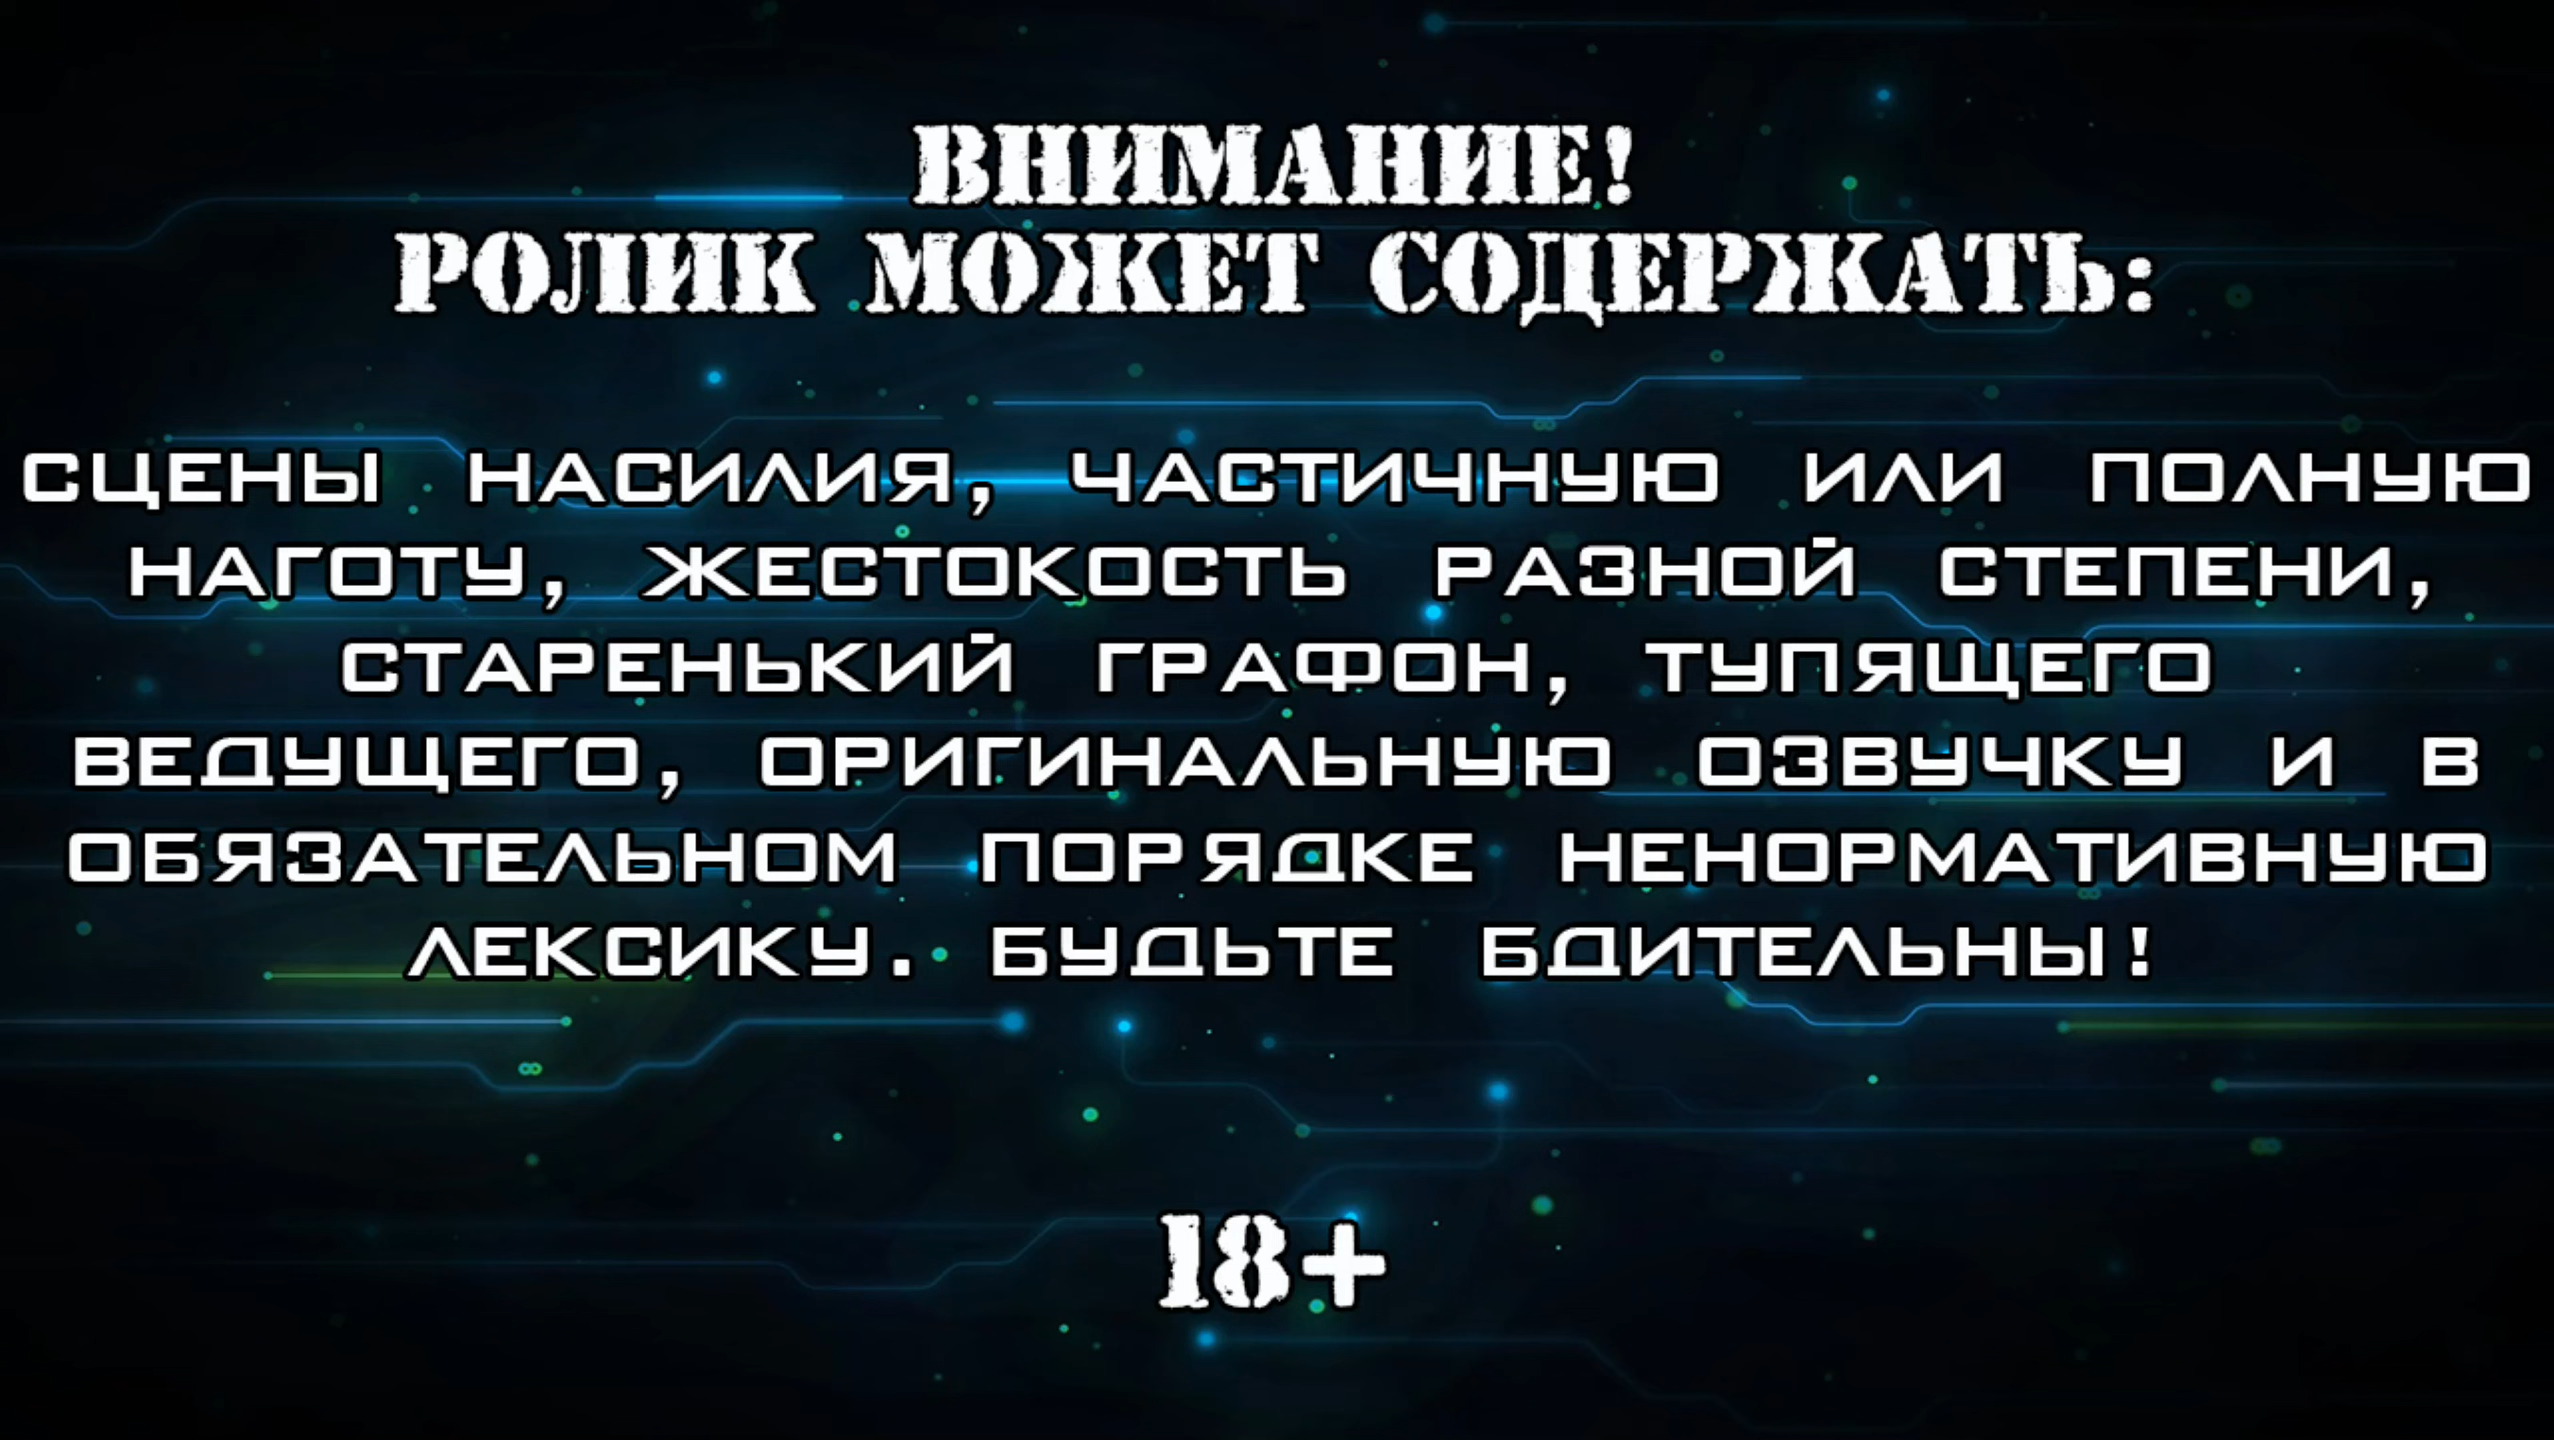 ВНИМАНИЕ!
РОЛИК МОЖЕТ СОДЕРЖАТЬ:
СЦЕНЫ НАСИЛИЯ, ЧАСТИЧНУЮ ИЛИ ПОЛНУЮ
НАГОТУ, ЖЕСТОКОСТЬ РАЗНОЙ СТЕПЕНИ,
СТАРЕНЬКИЙ ГРАФОН, ТУПЯЩЕГО
ВЕДУЩЕГО, ОРИГИНАЛЬНУЮ ОЗВУЧКУ И В
ОБЯЗАТЕЛЬНОМ ПОРЯДКЕ НЕНОРМАТИВНУЮ
ЛЕКСИКУ. БУДЬТЕ БДИТЕЛЬНЫ!
18+